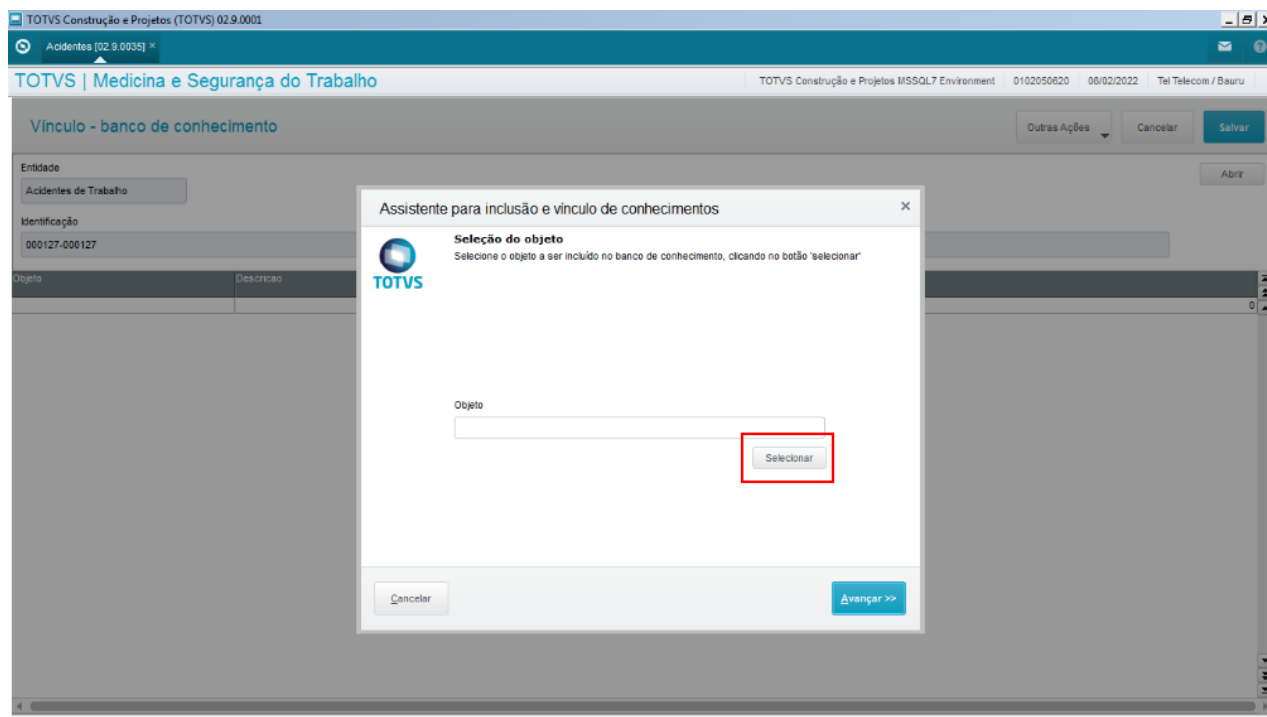 TOTVS Construção e Projetos (TOTVS) 02.9.0001
Acidentes [02.9.0035] ×
TOTVS | Medicina e Segurança do Trabalho
TOTVS Construção e Projetos MSSQL7 Environment 0102050620 08/02/2022 Tel Telecom / Bauru
Vínculo - banco de conhecimento
Outras Ações
Cancelar
Salvar
Entidade
Abrir
Acidentes de Trabalho
Identificação
000127-000127
Objeto
Descricao
0
Assistente para inclusão e vínculo de conhecimentos
×
TOTVS
Seleção do objeto
Selecione o objeto a ser incluído no banco de conhecimento, clicando no botão 'selecionar'
Objeto
Selecionar
Cancelar
Avançar >>